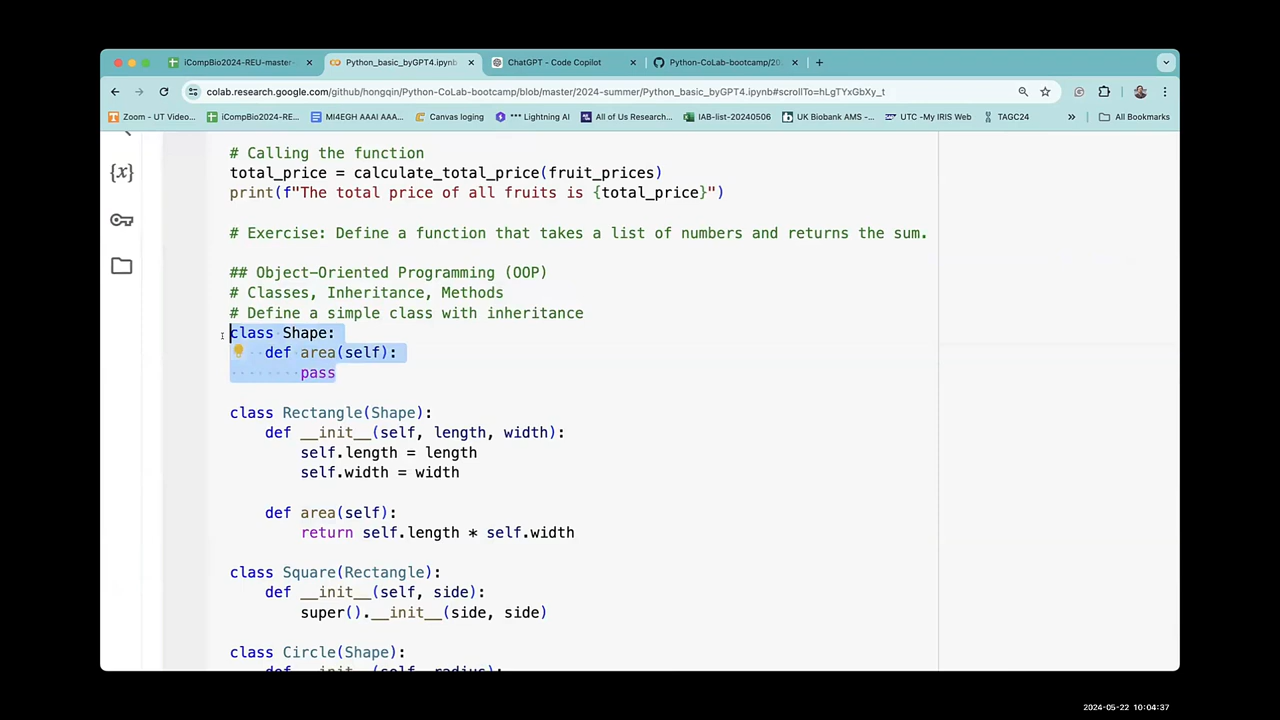 iCompBio2024-REU-master-
Python_basic_byGPT4.ipynb
ChatGPT - Code Copilot
Python-CoLab-bootcamp/20
colab.research.google.com/github/hongqin/Python-CoLab-bootcamp/blob/master/2024-summer/Python_basic_byGPT4.ipynb#scrollTo=hLgTYxGbXy_t
Zoom - UT Video... iCompBio2024-RE... MI4EGH AAAI AAA... Canvas loging *** Lightning AI All of Us Research... IAB-list-20240506 UK Biobank AMS -... UTC -My IRIS Web TAGC24 » All Bookmarks
{x}
# Calling the function
total_price = calculate_total_price(fruit_prices)
print(f"The total price of all fruits is {total_price}")
# Exercise: Define a function that takes a list of numbers and returns the sum.
## Object-Oriented Programming (OOP)
# Classes, Inheritance, Methods
# Define a simple class with inheritance
class Shape:
def area(self):
pass
class Rectangle(Shape):
def __init__(self, length, width):
self.length = length
self.width = width
def area(self):
return self.length * self.width
class Square(Rectangle):
def __init__(self, side):
super().__init__(side, side)
class Circle(Shape):
def __init__(self, radius):
2024-05-22 10:04:37